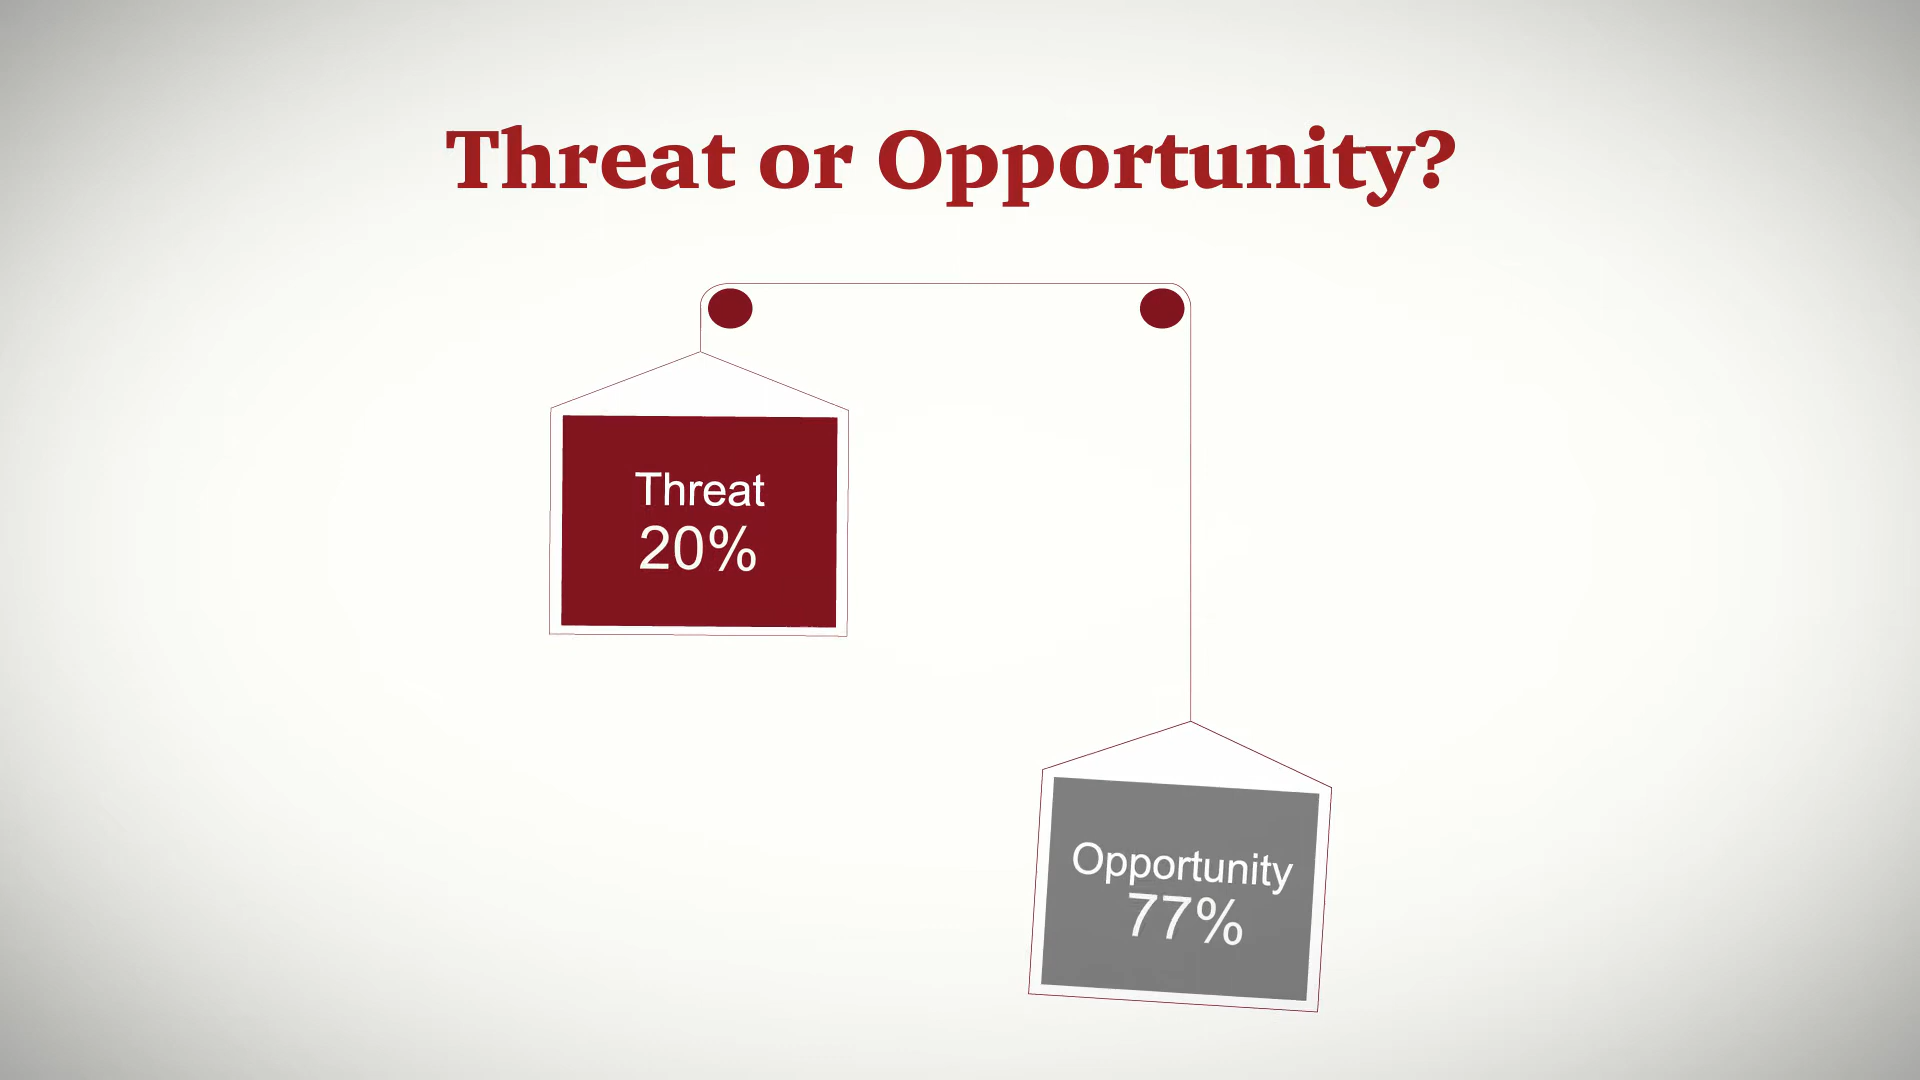 Threat or Opportunity?
Threat
20%
Opportunity
77%